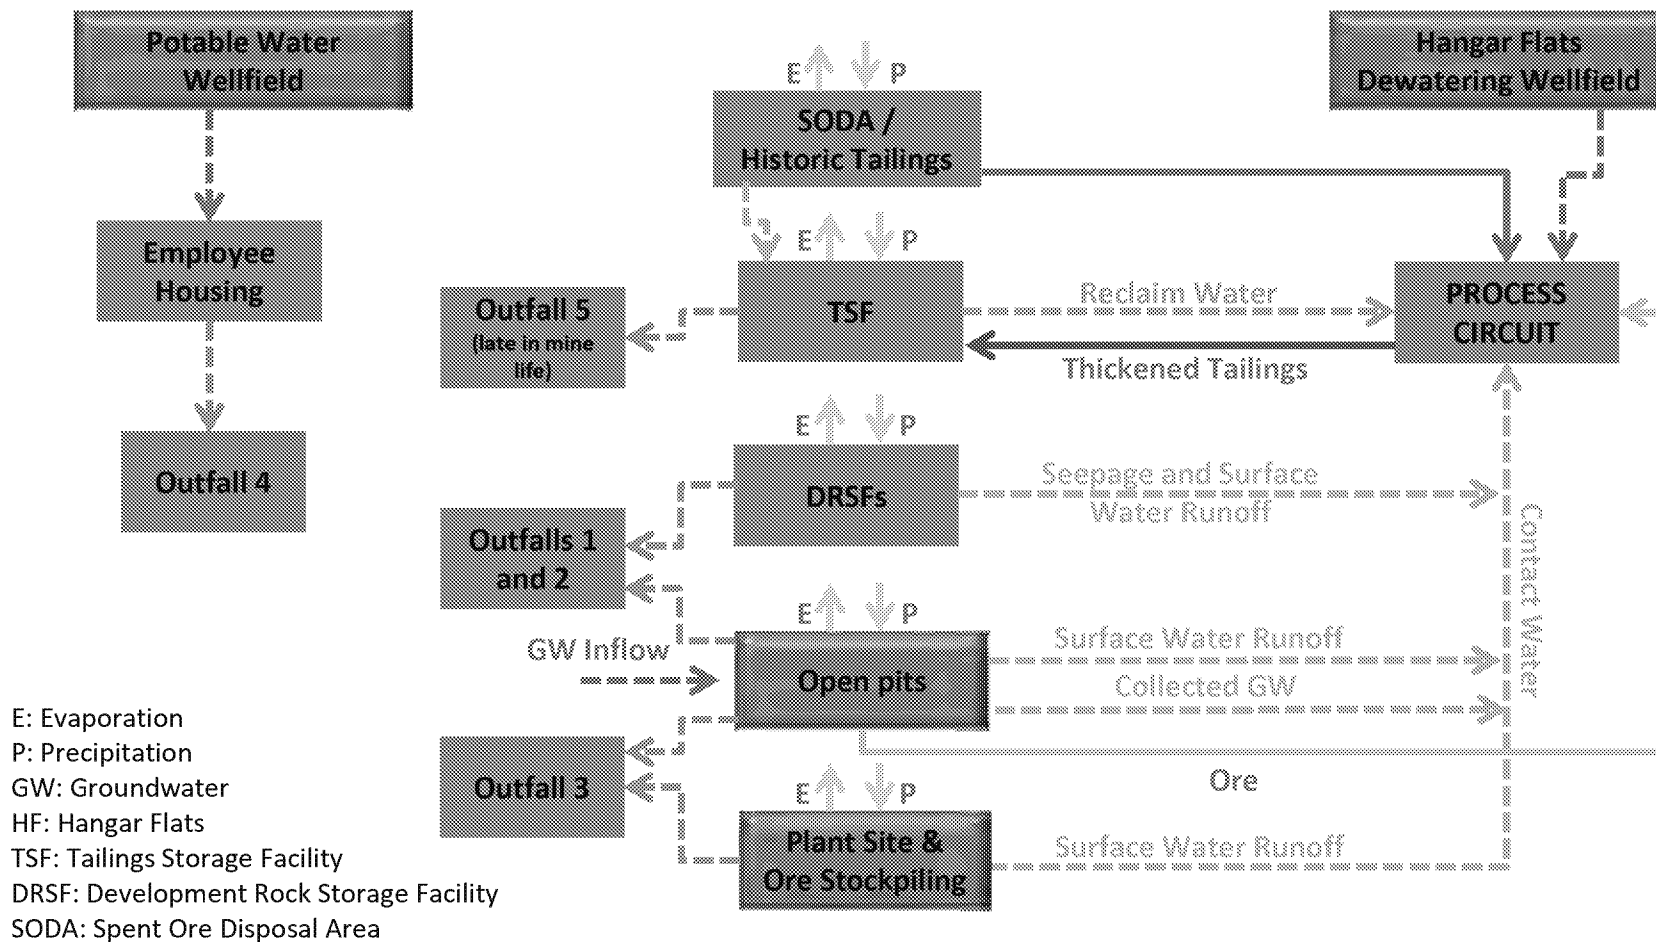 Potable Water
Wellfield
Hangar Flats
Dewatering Wellfield
E
P
SODA /
Historic Tailings
Employee
Housing
E
P
Outfall 5
(late in mine
life)
TSF
Reclaim Water
PROCESS
CIRCUIT
Thickened Tailings
E
P
Outfall 4
DRSFs
Seepage and Surface
Water Runoff
Contact Water
Outfalls 1
and 2
E
P
GW Inflow
Open pits
Surface Water Runoff
Collected GW
Outfall 3
E
P
Ore
Plant Site &
Ore Stockpiling
Surface Water Runoff
E: Evaporation
P: Precipitation
GW: Groundwater
HF: Hangar Flats
TSF: Tailings Storage Facility
DRSF: Development Rock Storage Facility
SODA: Spent Ore Disposal Area